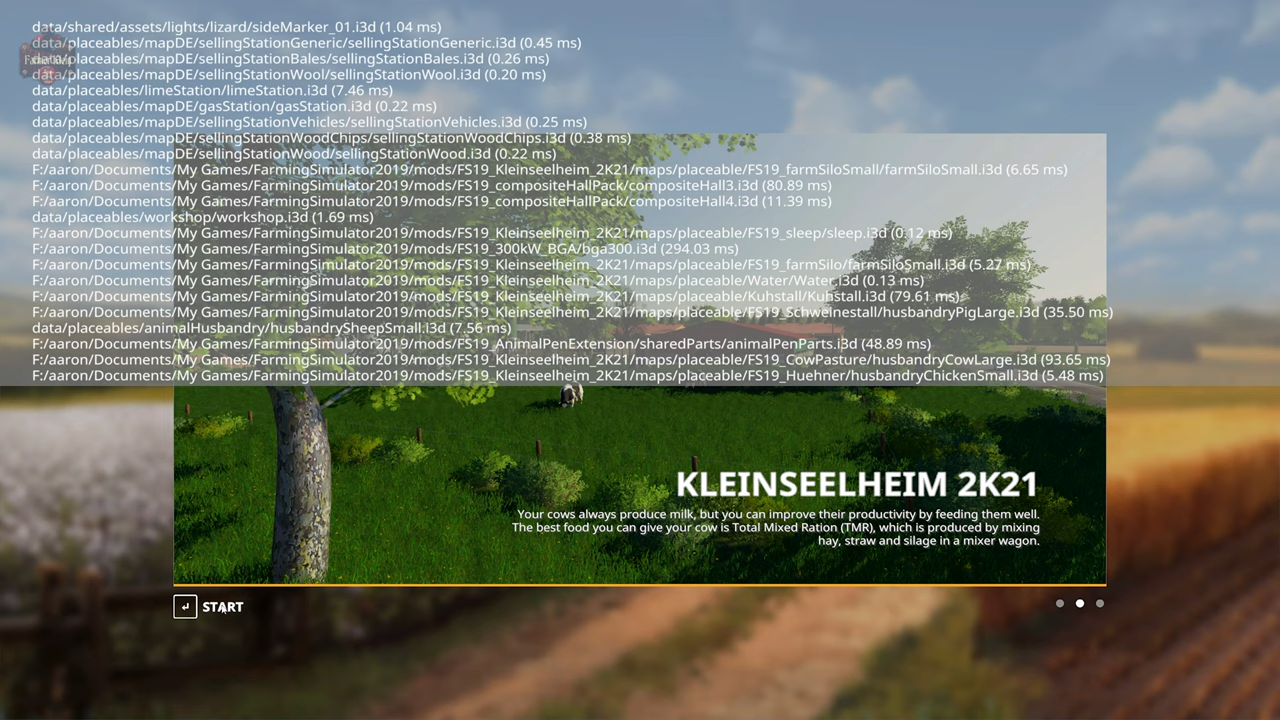 data/shared/assets/lights/lizard/sideMarker_01.i3d (1.04 ms)
data/placeables/mapDE/sellingStationGeneric/sellingStationGeneric.i3d (0.45 ms)
data/placeables/mapDE/sellingStationBales/sellingStationBales.i3d (0.26 ms)
data/placeables/mapDE/sellingStationWool/sellingStationWool.i3d (0.20 ms)
data/placeables/limeStation/limeStation.i3d (7.46 ms)
data/placeables/mapDE/gasStation/gasStation.i3d (0.22 ms)
data/placeables/mapDE/sellingStationVehicles/sellingStationVehicles.i3d (0.25 ms)
data/placeables/mapDE/sellingStationWoodChips/sellingStationWoodChips.i3d (0.38 ms)
data/placeables/mapDE/sellingStationWood/sellingStationWood.i3d (0.22 ms)
F:/aaron/Documents/My Games/FarmingSimulator2019/mods/FS19_Kleinseelheim_2K21/maps/placeable/FS19_farmSiloSmall/farmSiloSmall.i3d (6.65 ms)
F:/aaron/Documents/My Games/FarmingSimulator2019/mods/FS19_compositeHallPack/compositeHall3.i3d (80.89 ms)
F:/aaron/Documents/My Games/FarmingSimulator2019/mods/FS19_compositeHallPack/compositeHall4.i3d (11.39 ms)
data/placeables/workshop/workshop.i3d (1.69 ms)
F:/aaron/Documents/My Games/FarmingSimulator2019/mods/FS19_Kleinseelheim_2K21/maps/placeable/FS19_sleep/sleep.i3d (0.12 ms)
F:/aaron/Documents/My Games/FarmingSimulator2019/mods/FS19_300kW_BGA/bga300.i3d (294.03 ms)
F:/aaron/Documents/My Games/FarmingSimulator2019/mods/FS19_Kleinseelheim_2K21/maps/placeable/FS19_farmSilo/farmSiloSmall.i3d (5.27 ms)
F:/aaron/Documents/My Games/FarmingSimulator2019/mods/FS19_Kleinseelheim_2K21/maps/placeable/Water/Water.i3d (0.13 ms)
F:/aaron/Documents/My Games/FarmingSimulator2019/mods/FS19_Kleinseelheim_2K21/maps/placeable/Kuhstall/Kuhstall.i3d (79.61 ms)
F:/aaron/Documents/My Games/FarmingSimulator2019/mods/FS19_Kleinseelheim_2K21/maps/placeable/FS19_Schweinestall/husbandryPigLarge.i3d (35.50 ms)
data/placeables/animalHusbandry/husbandrySheepSmall.i3d (7.56 ms)
F:/aaron/Documents/My Games/FarmingSimulator2019/mods/FS19_AnimalPenExtension/sharedParts/animalPenParts.i3d (48.89 ms)
F:/aaron/Documents/My Games/FarmingSimulator2019/mods/FS19_Kleinseelheim_2K21/maps/placeable/FS19_CowPasture/husbandryCowLarge.i3d (93.65 ms)
F:/aaron/Documents/My Games/FarmingSimulator2019/mods/FS19_Kleinseelheim_2K21/maps/placeable/FS19_Huehner/husbandryChickenSmall.i3d (5.48 ms)
KLEINSEELHEIM 2K21
Your cows always produce milk, but you can improve their productivity by feeding them well.
The best food you can give your cow is Total Mixed Ration (TMR), which is produced by mixing
hay, straw and silage in a mixer wagon.
START